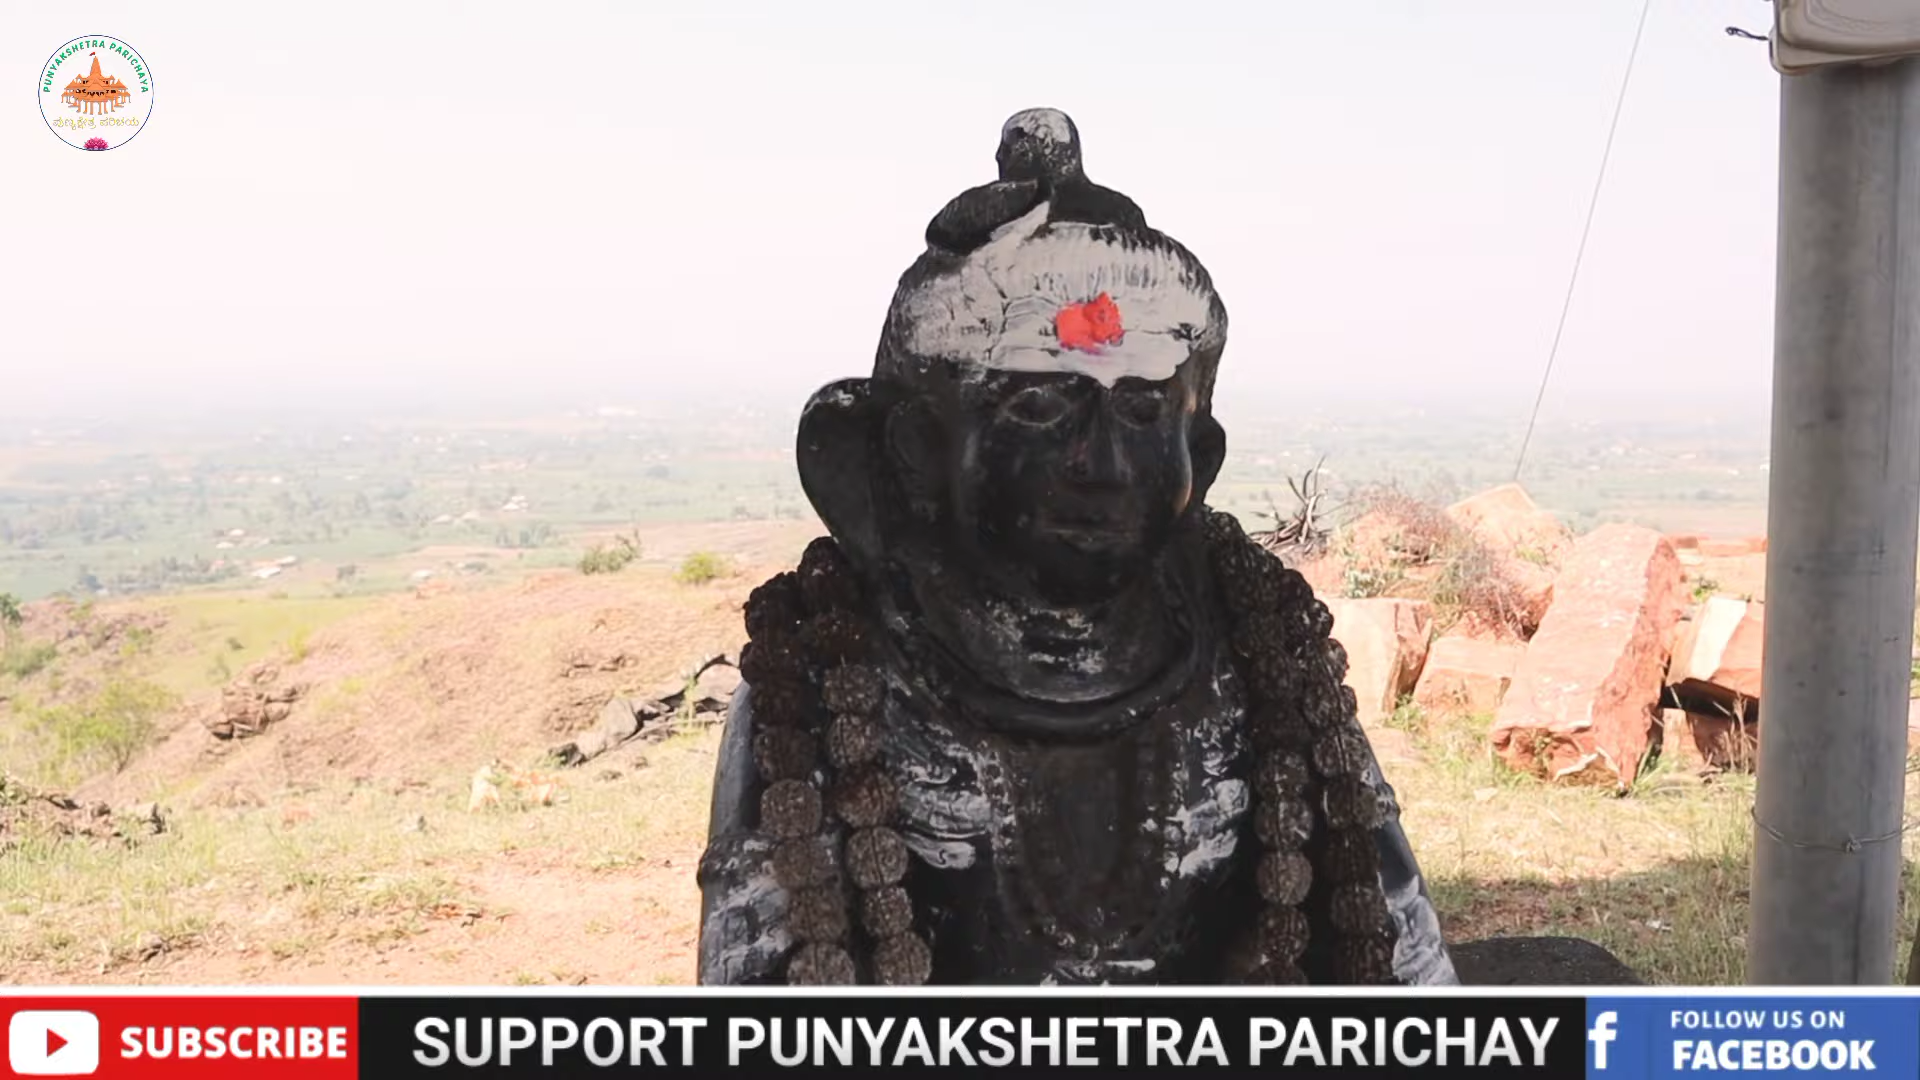 PUNYAKSHETRA PARICHAYA
ಪುಣ್ಯಕ್ಷೇತ್ರ ಪರಿಚಯ
SUBSCRIBE
SUPPORT PUNYAKSHETRA PARICHAY
f
FOLLOW US ON
FACEBOOK